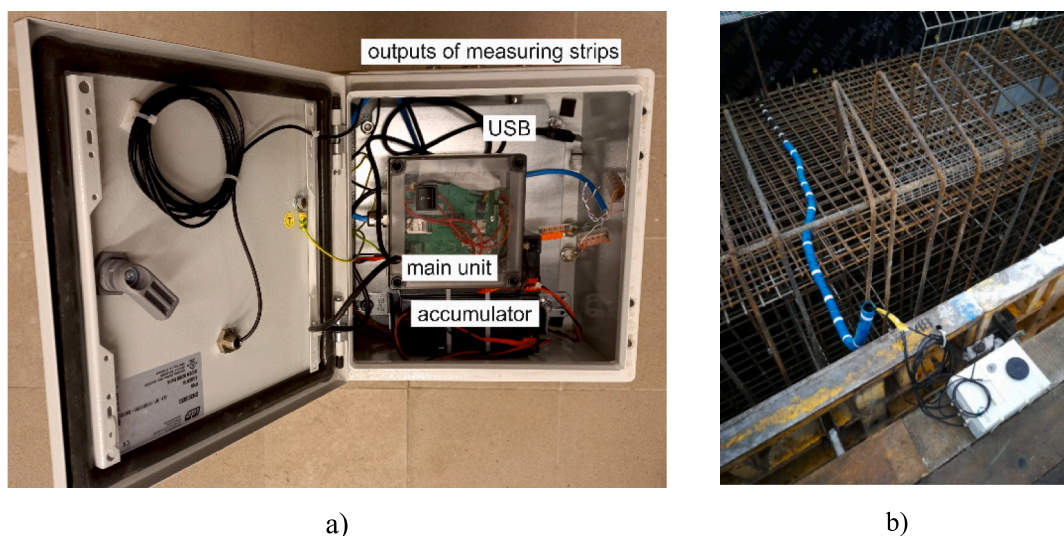 outputs of measuring strips
USB
main unit
accumulator
a)
b)